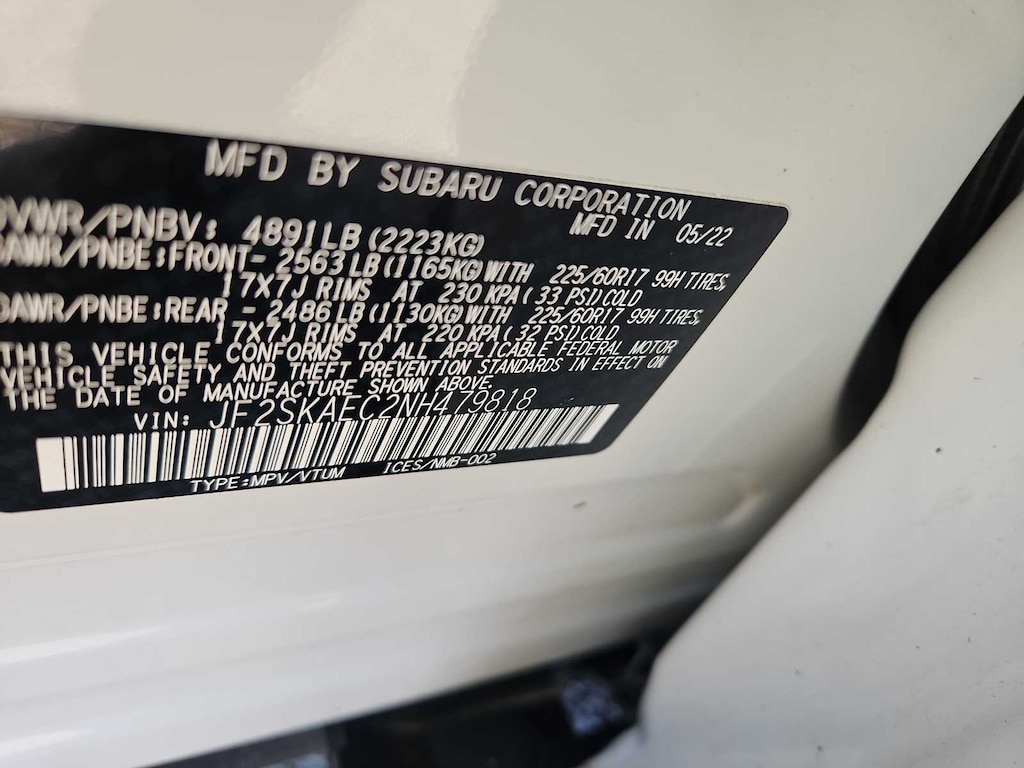 MFD BY SUBARU CORPORATION
MFD IN 05/22
GVWR/PNBV: 4891LB(2223KG)
GAWR/PNBE:FRONT- 2563LB(1165KG)WITH 225/60R17 99H TIRES,
17X7J RIMS AT 230 KPA( 33 PSI)COLD
GAWR/PNBE:REAR - 2486LB(1130KG)WITH 225/60R17 99H TIRES,
17X7J RIMS AT 220 KPA( 32 PSI)COLD
THIS VEHICLE CONFORMS TO ALL APPLICABLE FEDERAL MOTOR
VEHICLE SAFETY AND THEFT PREVENTION STANDARDS IN EFFECT ON
THE DATE OF MANUFACTURE SHOWN ABOVE.
VIN: JF2SKAEC2NH479818
TYPE:MPV/VTUM ICES/NMB-002